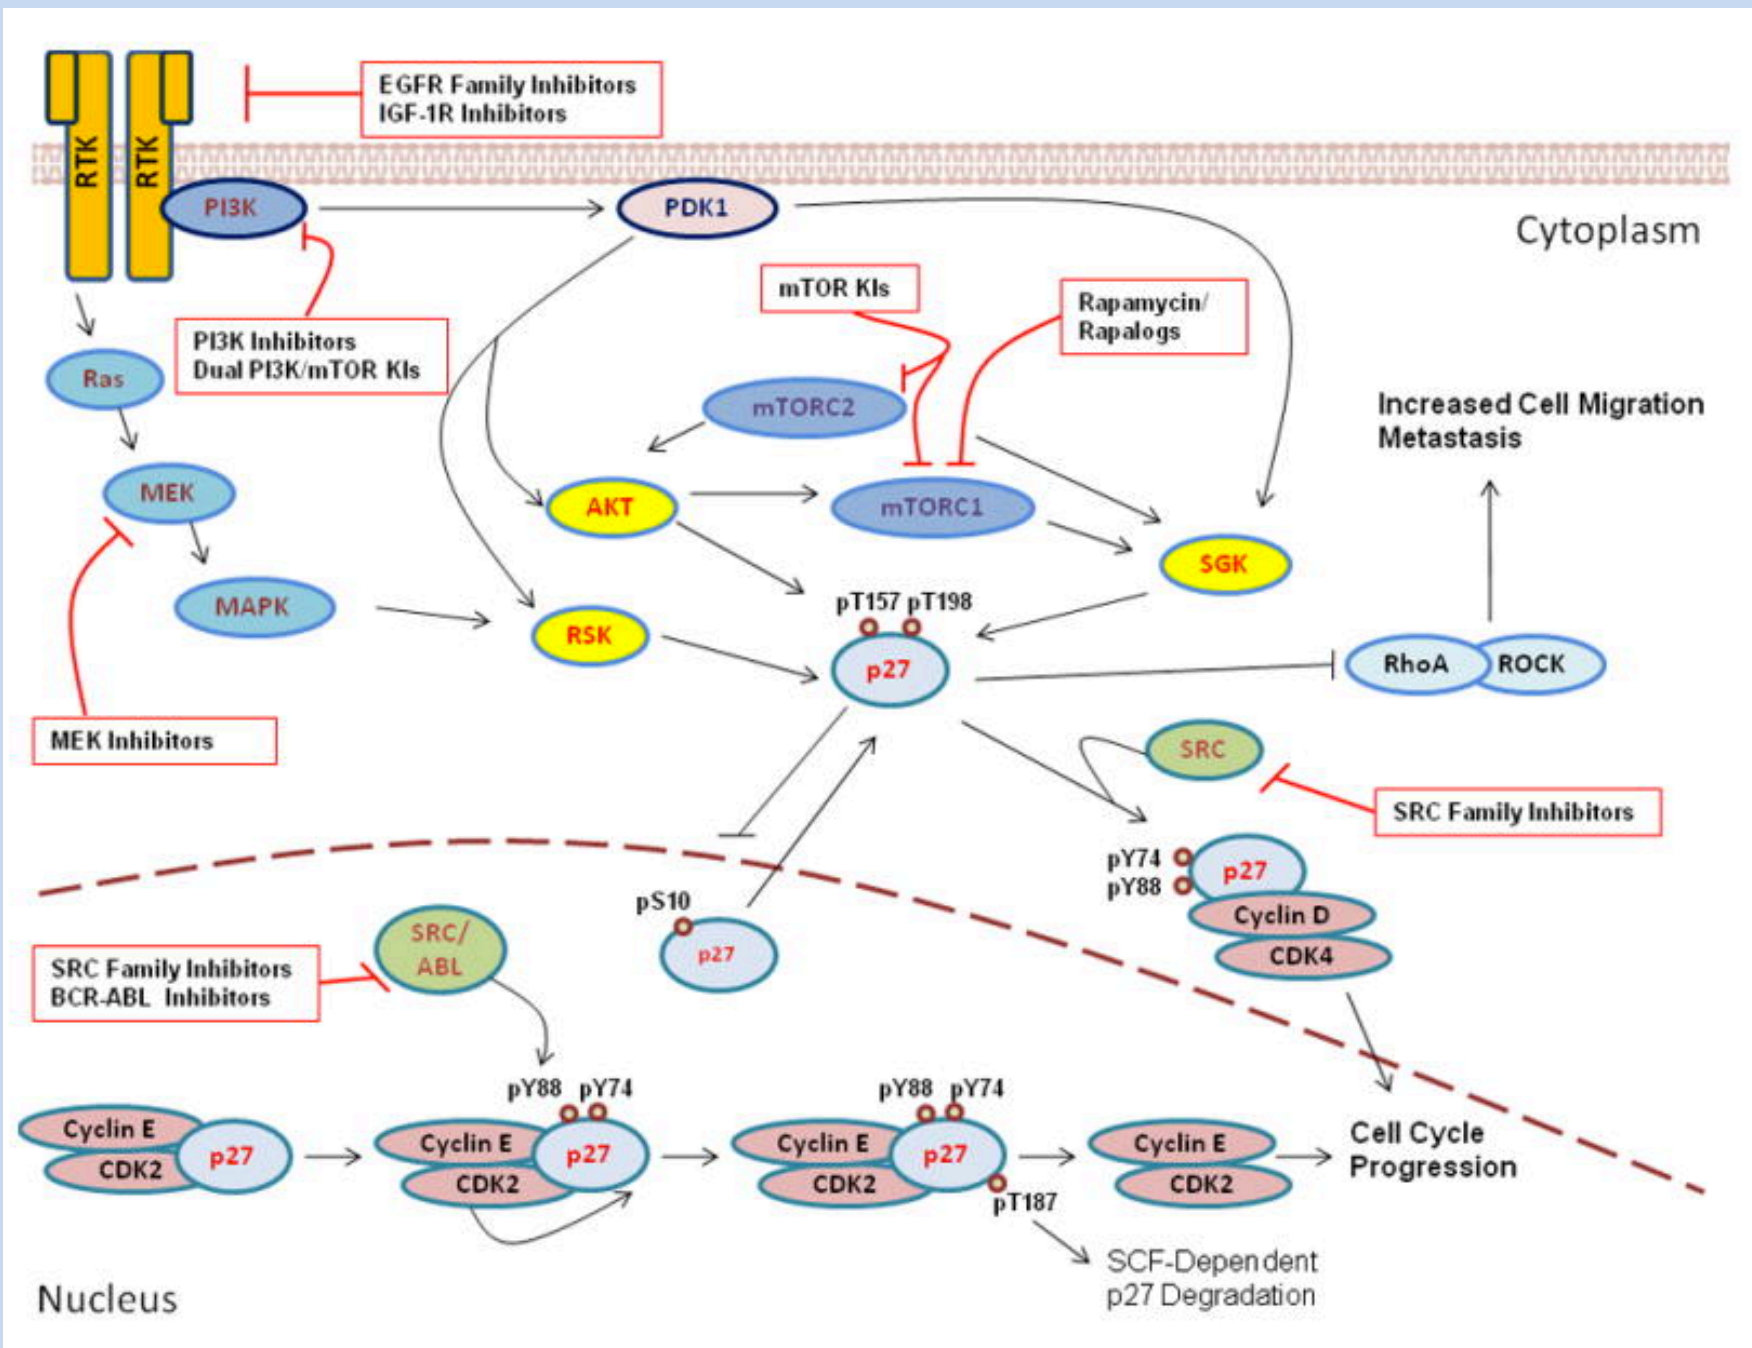 EGFR Family Inhibitors
IGF-1R Inhibitors
RTK
RTK
PI3K
PDK1
Cytoplasm
mTOR KIs
Rapamycin/
Rapalogs
PI3K Inhibitors
Dual PI3K/mTOR KIs
Ras
mTORC2
Increased Cell Migration
Metastasis
MEK
AKT
mTORC1
SGK
MAPK
RSK
pT157 pT198
p27
RhoA
ROCK
MEK Inhibitors
SRC
SRC Family Inhibitors
pY74
pY88
p27
Cyclin D
CDK4
pS10
p27
SRC/
ABL
SRC Family Inhibitors
BCR-ABL Inhibitors
pY88 pY74
pY88 pY74
Cyclin E
CDK2
p27
Cyclin E
CDK2
p27
Cyclin E
CDK2
p27
pT187
Cyclin E
CDK2
Cell Cycle
Progression
SCF-Dependent
p27 Degradation
Nucleus